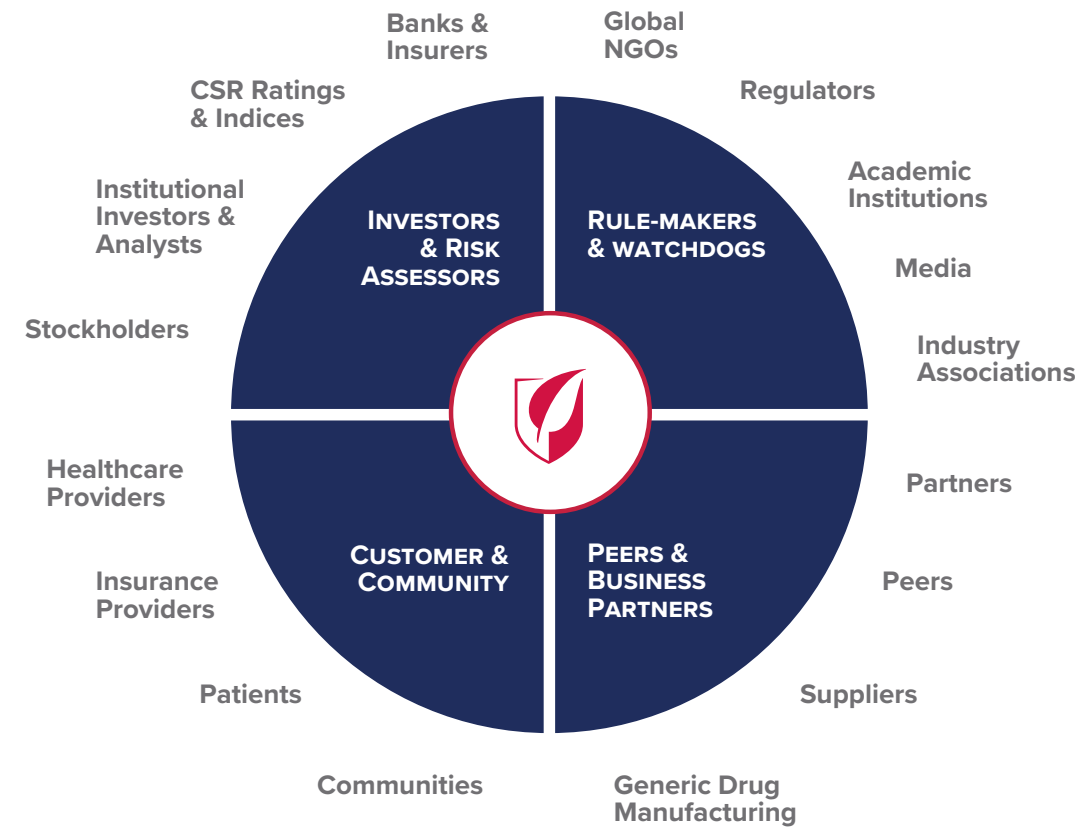 Banks &
Insurers
Global
NGOs
CSR Ratings
& Indices
Regulators
Institutional
Investors &
Analysts
Academic
Institutions
INVESTORS
& RISK
ASSESSORS
RULE-MAKERS
& WATCHDOGS
Media
Stockholders
Industry
Associations
Healthcare
Providers
Partners
CUSTOMER &
COMMUNITY
PEERS &
BUSINESS
PARTNERS
Insurance
Providers
Peers
Patients
Suppliers
Communities
Generic Drug
Manufacturing